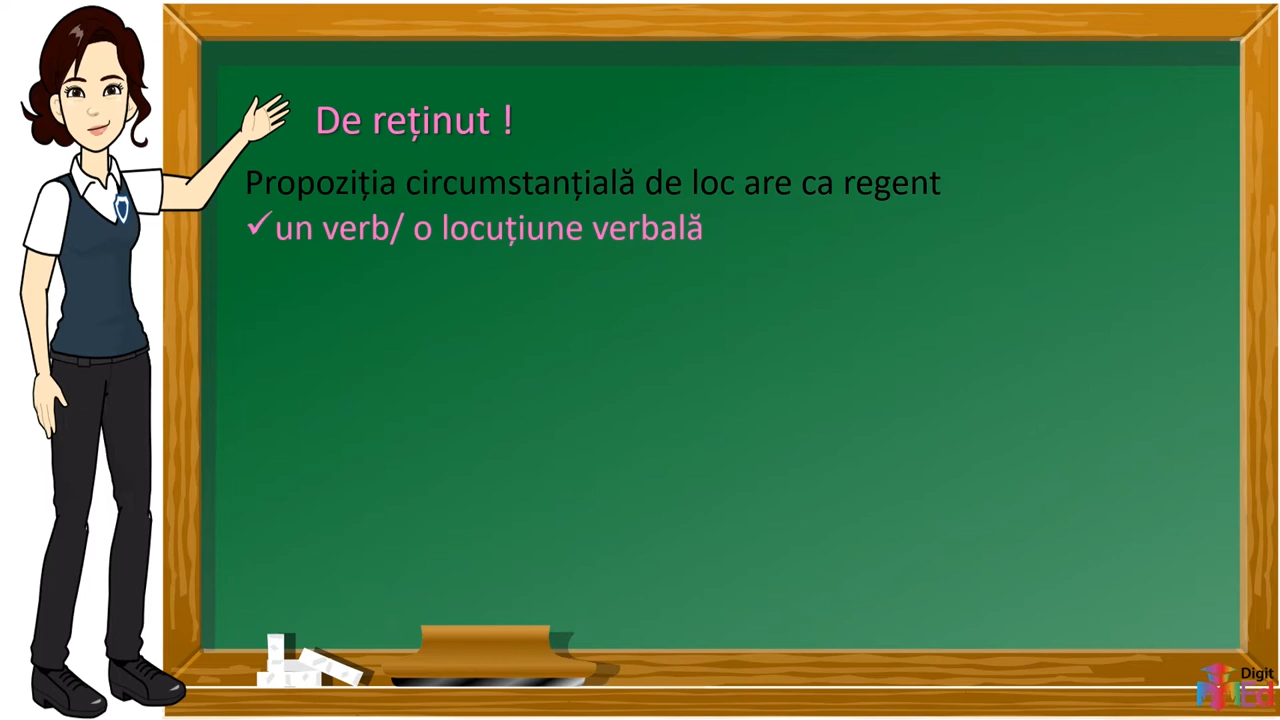 De reținut !
Propoziția circumstanțială de loc are ca regent
✓un verb/ o locuțiune verbală
Digit